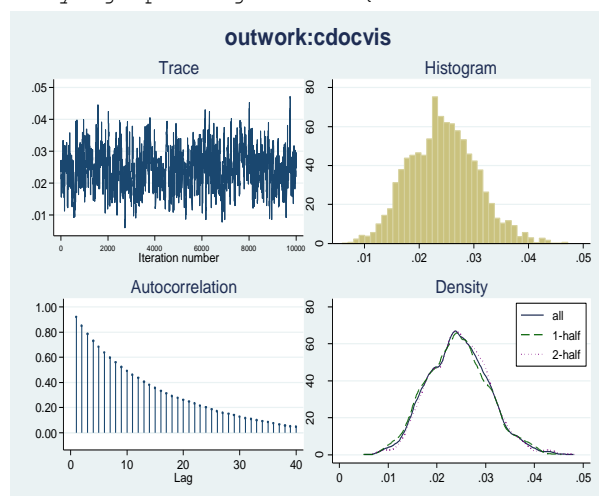 outwork:cdocvis
Trace
.05
.04
.03
.02
.01
0 2000 4000 6000 8000 10000
Iteration number
Histogram
80
60
40
20
0
.01 .02 .03 .04 .05
Autocorrelation
1.00
0.80
0.60
0.40
0.20
0.00
0 10 20 30 40
Lag
Density
80
60
40
20
0
0 .01 .02 .03 .04 .05
all
1-half
2-half